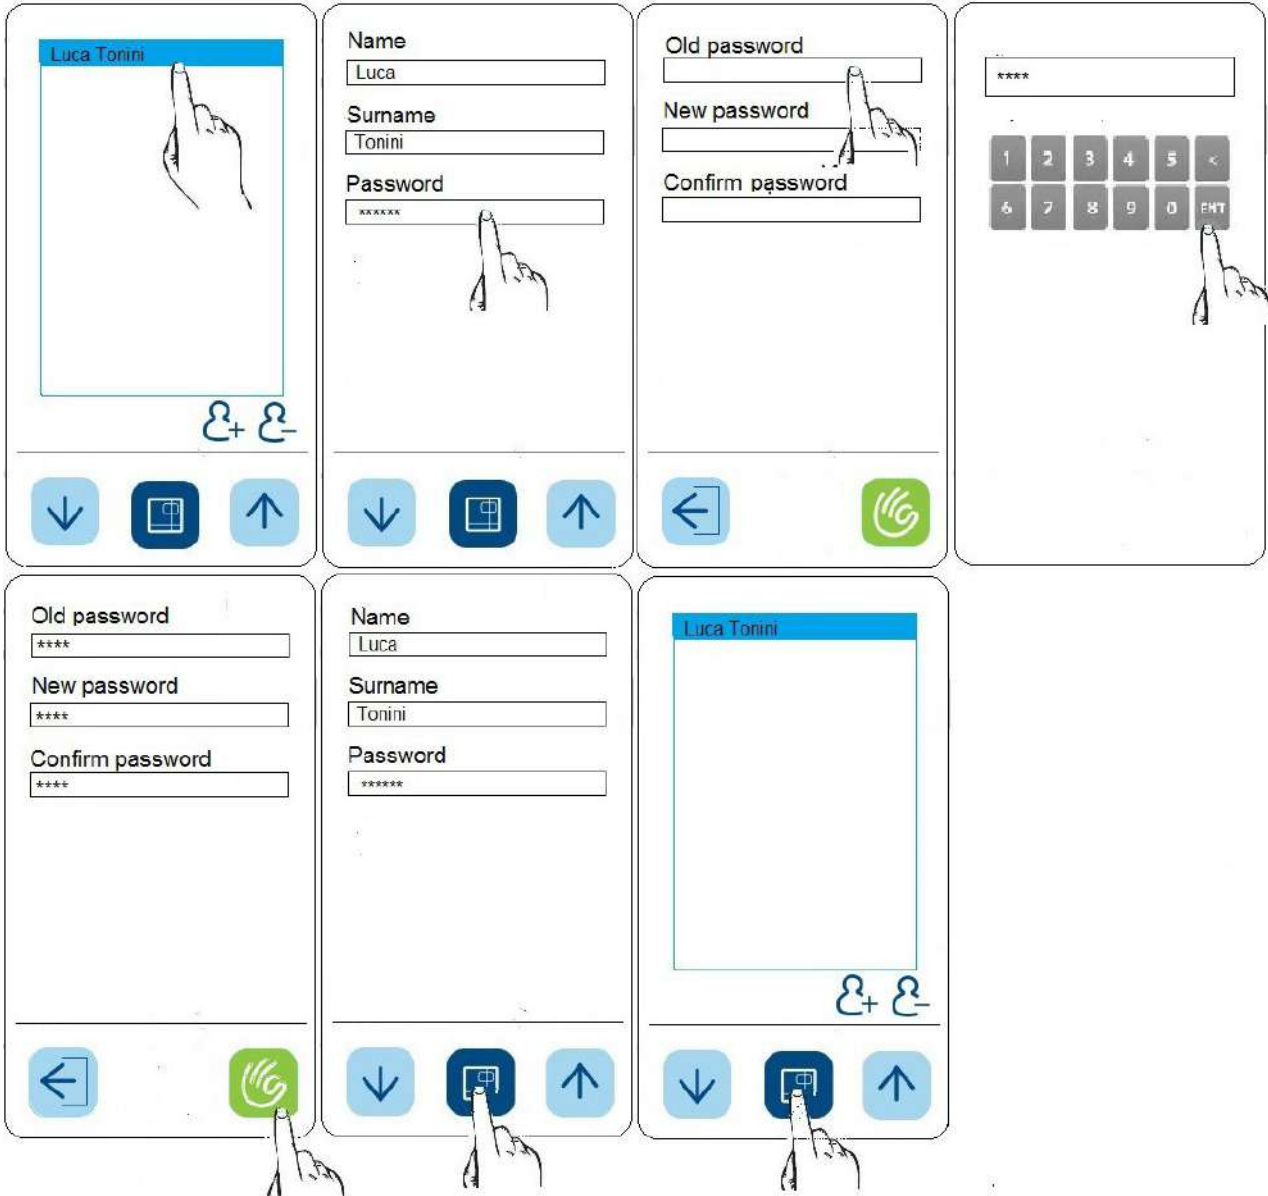 Luca Tonini
Name
Luca
Surname
Tonini
Password
******
Old password
New password
Confirm password
****
1 2 3 4 5 <
6 7 8 9 0 ENT
Old password
****
New password
****
Confirm password
****
Name
Luca
Surname
Tonini
Password
******
Luca Tonini